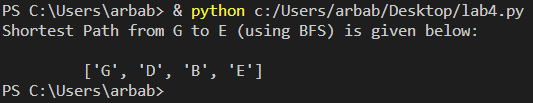 PS C:\Users\arbab> & python c:/Users/arbab/Desktop/lab4.py
Shortest Path from G to E (using BFS) is given below:
['G', 'D', 'B', 'E']
PS C:\Users\arbab>